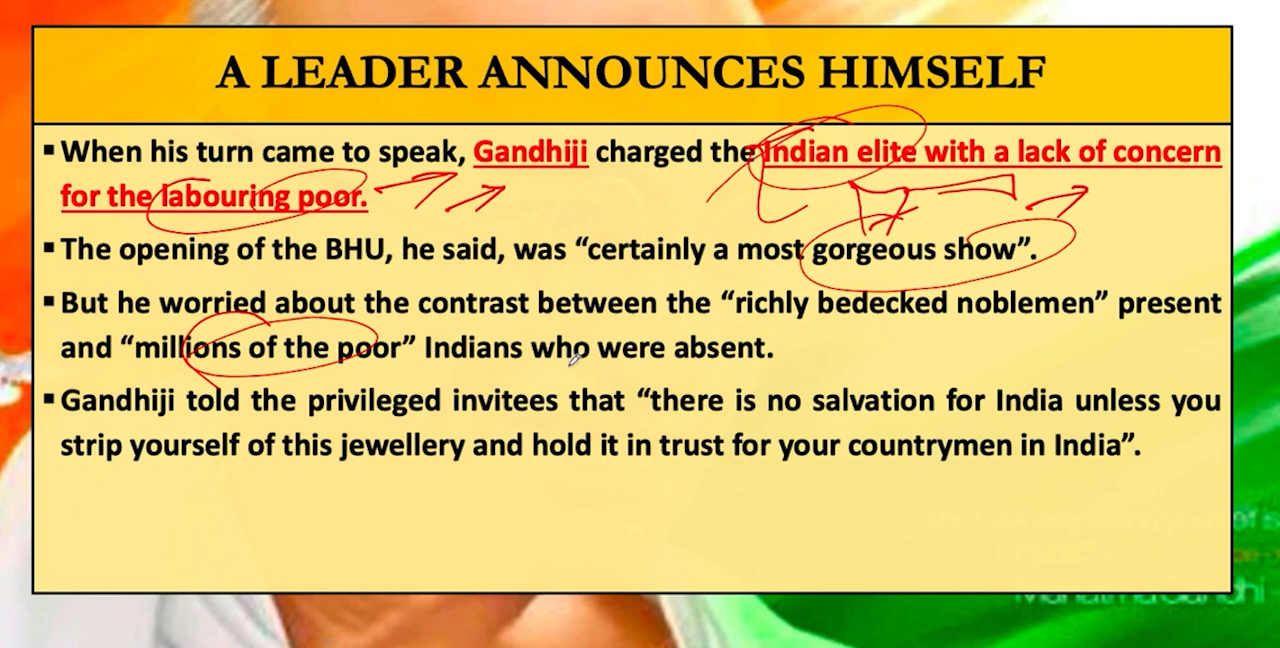 A LEADER ANNOUNCES HIMSELF
▪ When his turn came to speak, Gandhiji charged the Indian elite with a lack of concern
for the labouring poor.
▪ The opening of the BHU, he said, was “certainly a most gorgeous show”.
▪ But he worried about the contrast between the “richly bedecked noblemen” present
and “millions of the poor” Indians who were absent.
▪ Gandhiji told the privileged invitees that “there is no salvation for India unless you
strip yourself of this jewellery and hold it in trust for your countrymen in India”.
Mahatma Gandhi